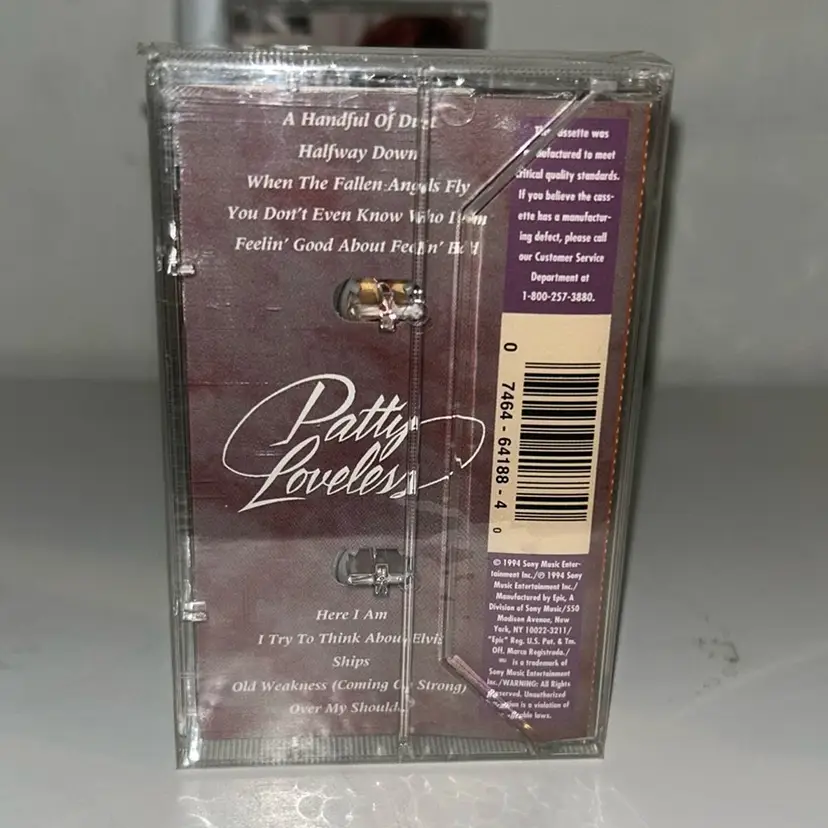 A Handful Of Dust
Halfway Down
When The Fallen Angels Fly
You Don't Even Know Who I Am
Feelin' Good About Feelin' Bad
Patty
Loveless
Here I Am
I Try To Think About Elvis
Ships
Old Weakness (Coming On Strong)
Over My Shoulder
The cassette was
manufactured to meet
critical quality standards.
If you believe the cass-
ette has a manufactur-
ing defect, please call
our Customer Service
Department at
1-800-257-3880.
0 7464-64188-4 0
© 1994 Sony Music Enter-
tainment Inc./℗ 1994 Sony
Music Entertainment Inc./
Manufactured by Epic, A
Division of Sony Music/550
Madison Avenue, New
York, NY 10022-3211/
"Epic" Reg. U.S. Pat. & Tm.
Off. Marca Registrada./
is a trademark of
Sony Music Entertainment
Inc./WARNING: All Rights
Reserved. Unauthorized
is a violation of
laws.